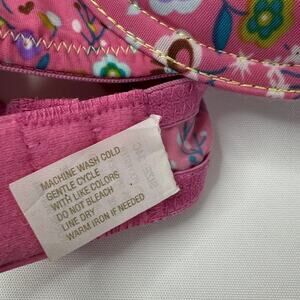 MACHINE WASH COLD
GENTLE CYCLE
WITH LIKE COLORS
DO NOT BLEACH
LINE DRY
WARM IRON IF NEEDED